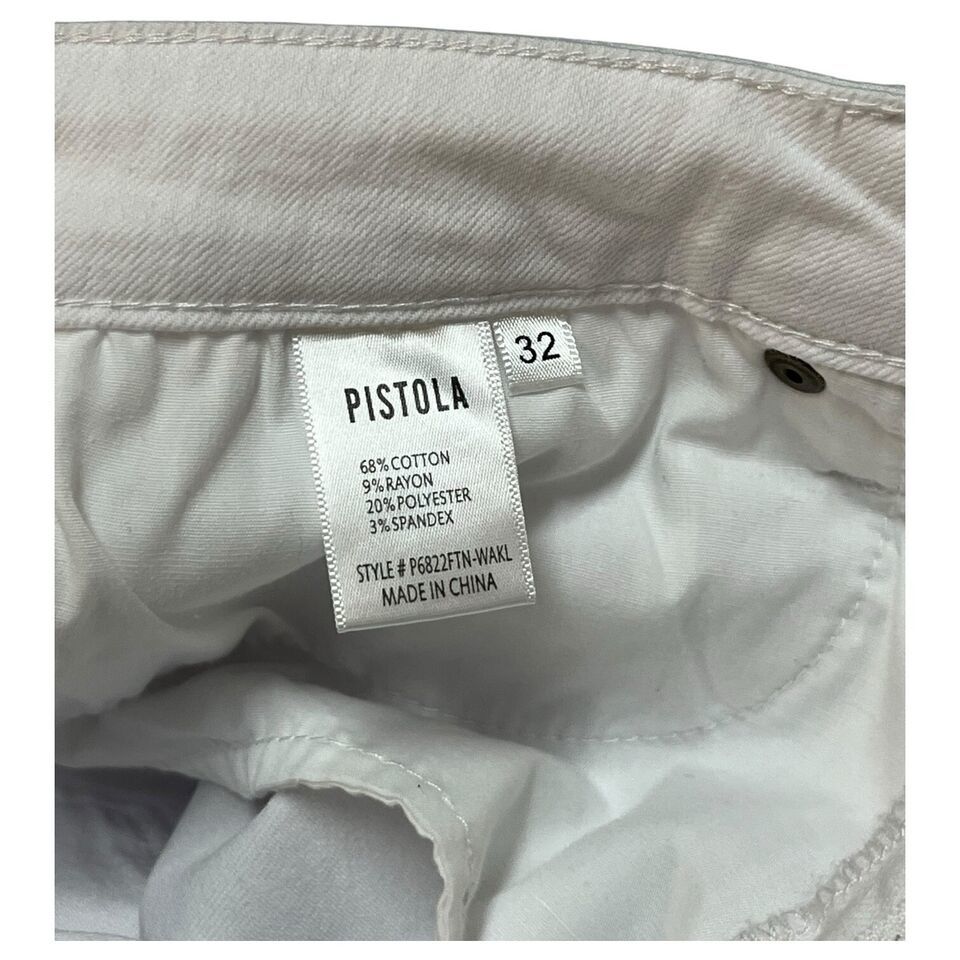 PISTOLA
32
68% COTTON
9% RAYON
20% POLYESTER
3% SPANDEX
STYLE # P6822FTN-WAKL
MADE IN CHINA